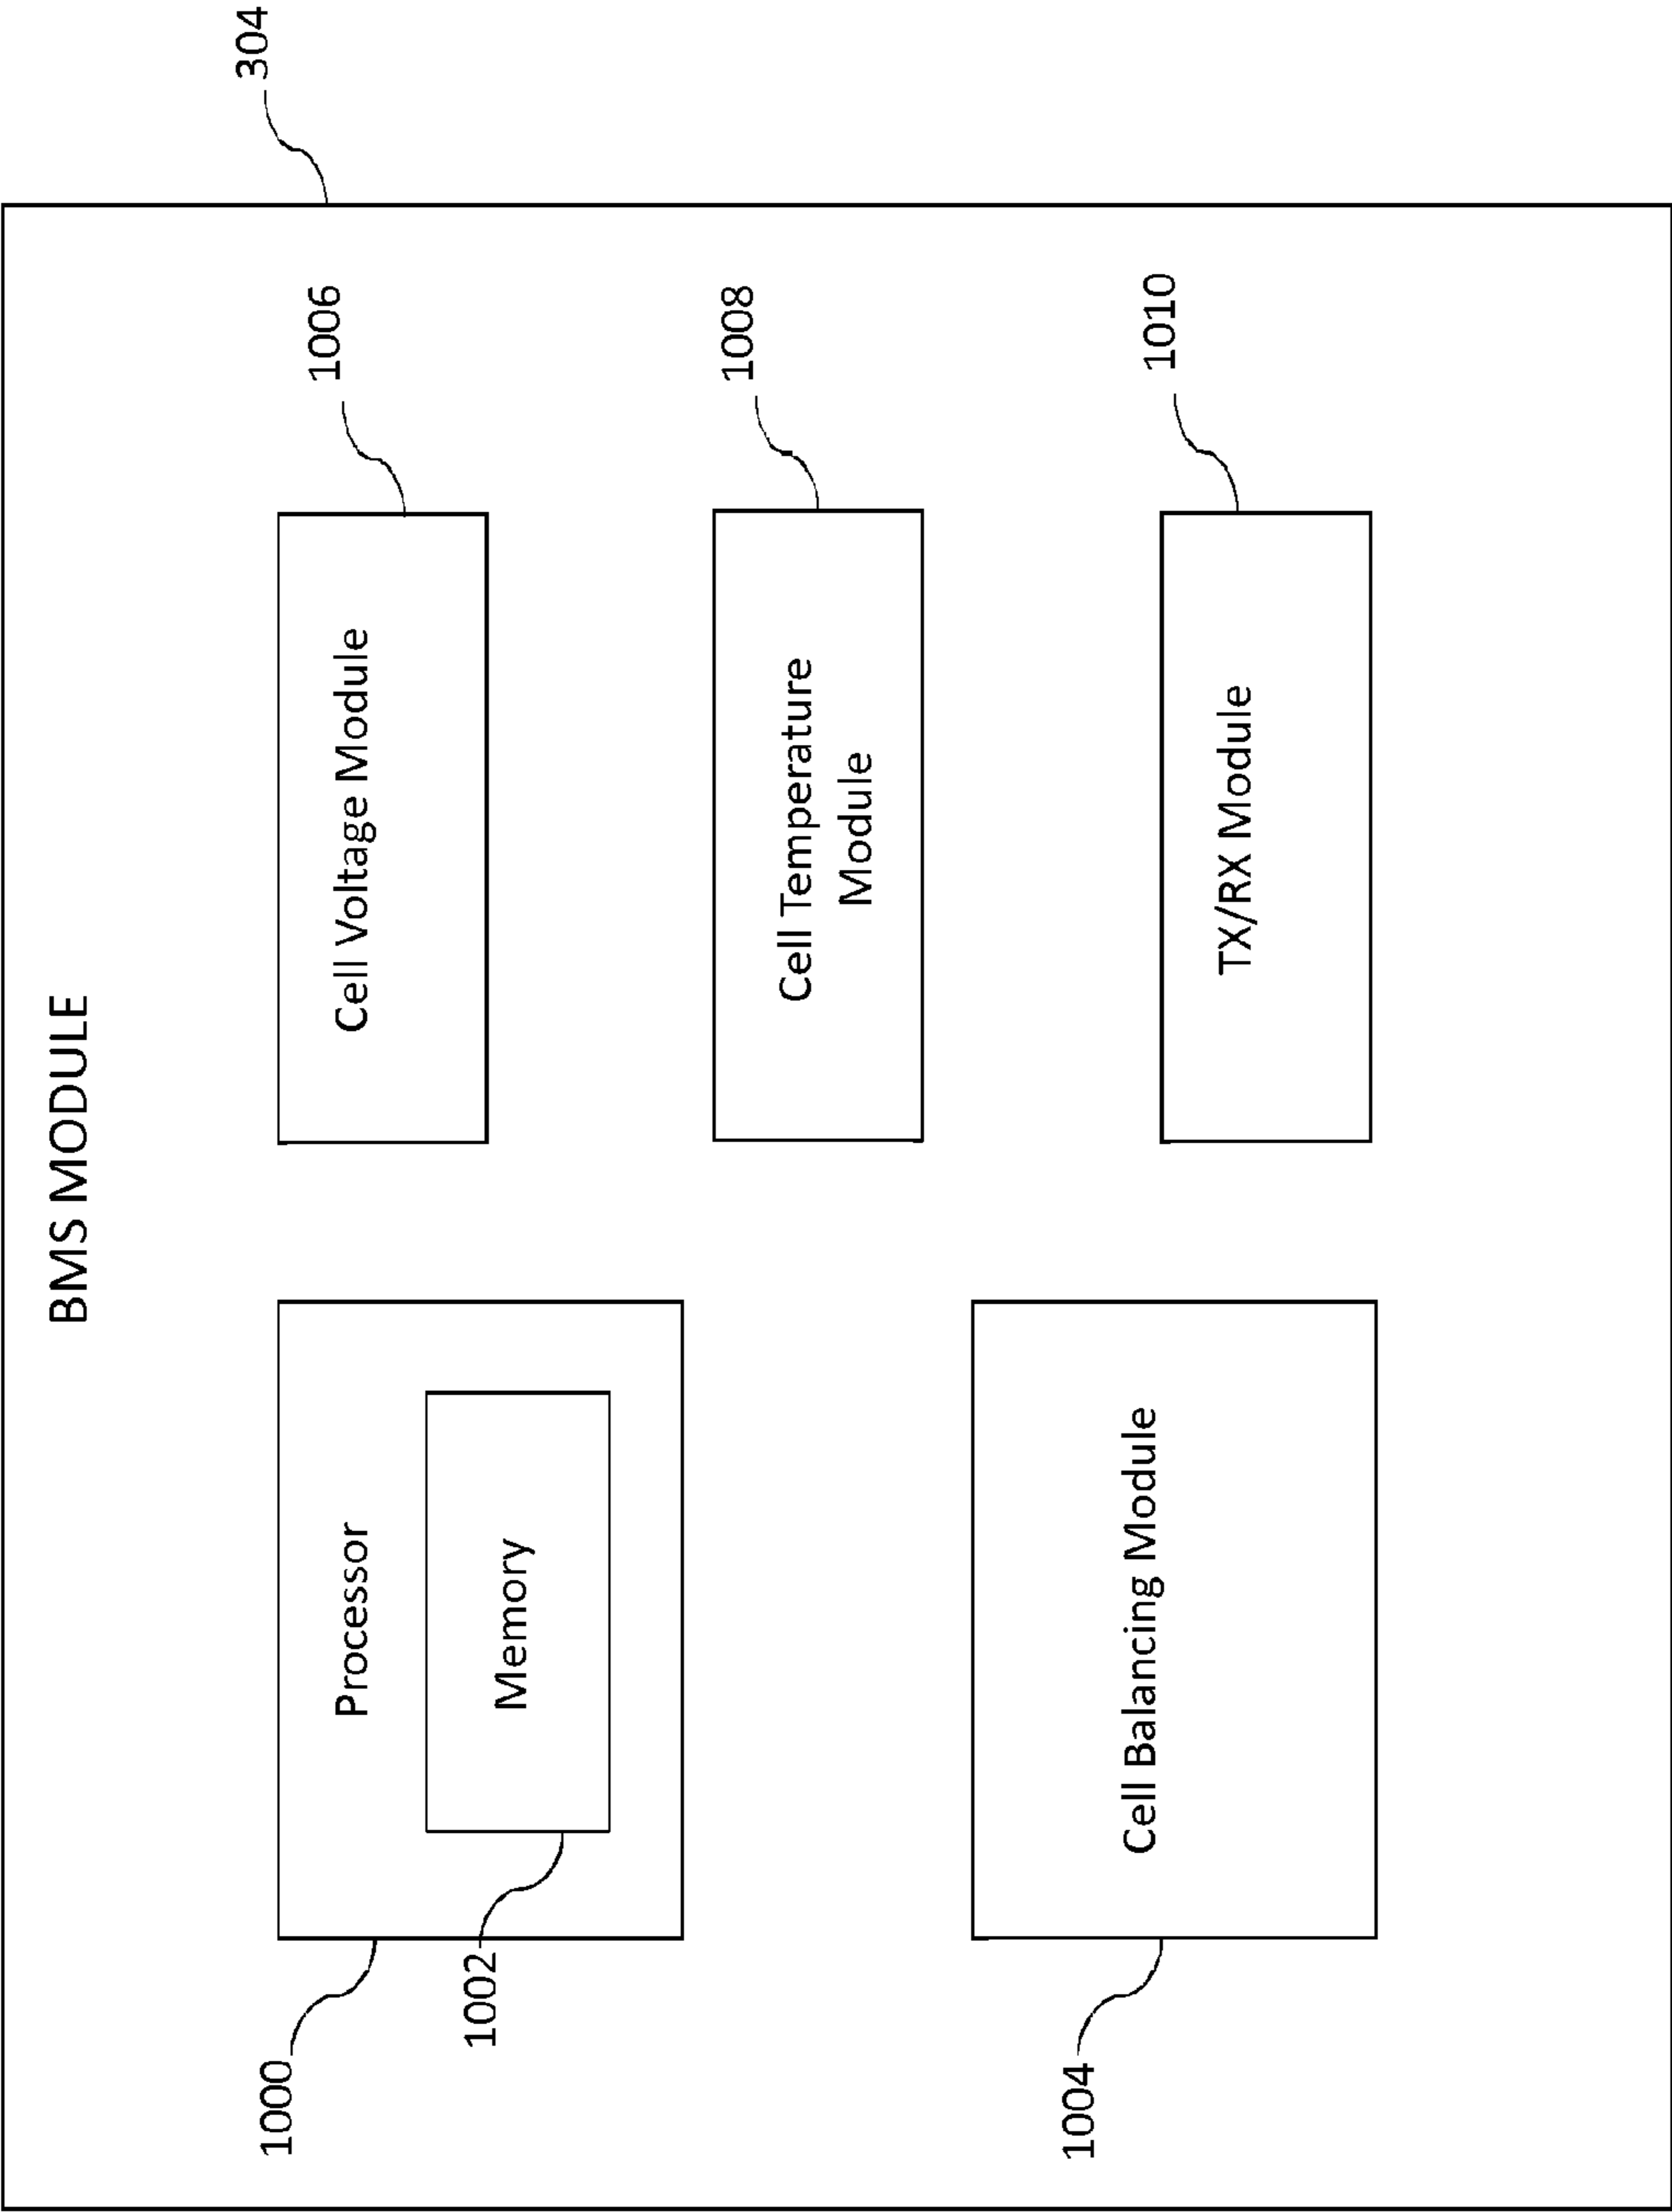 304
BMS MODULE
1000
Processor
1002
Memory
1006
Cell Voltage Module
1008
Cell Temperature
Module
1004
Cell Balancing Module
1010
TX/RX Module